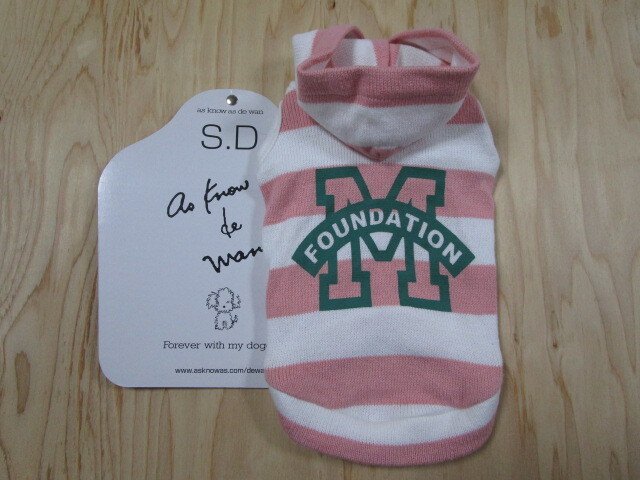 as know as de wan
S.D
as know
de
wan
Forever with my dog
www.asknowas.com/dewa
M
FOUNDATION